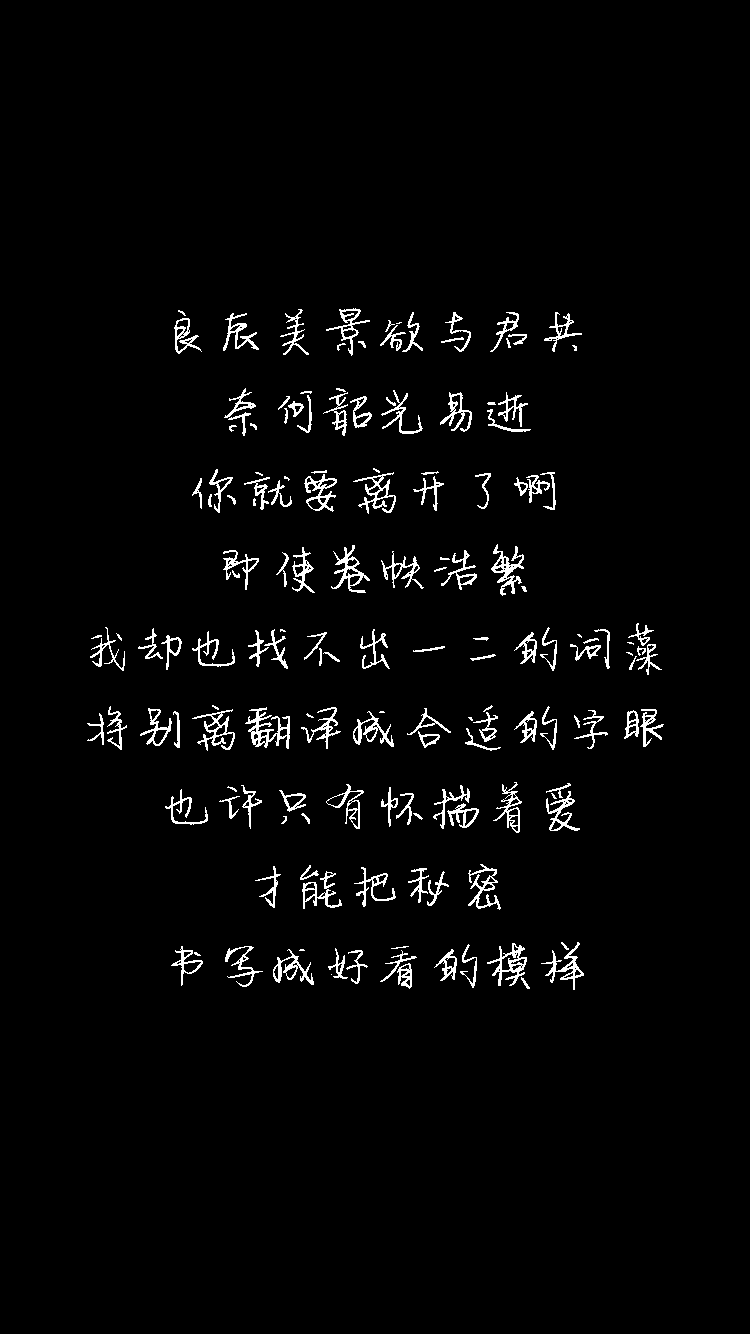 良辰美景欲与君共
奈何韶光易逝
你就要离开了啊
即使卷帙浩繁
我却也找不出一二的词藻
将别离翻译成合适的字眼
也许只有怀揣着爱
才能把秘密
书写成好看的模样